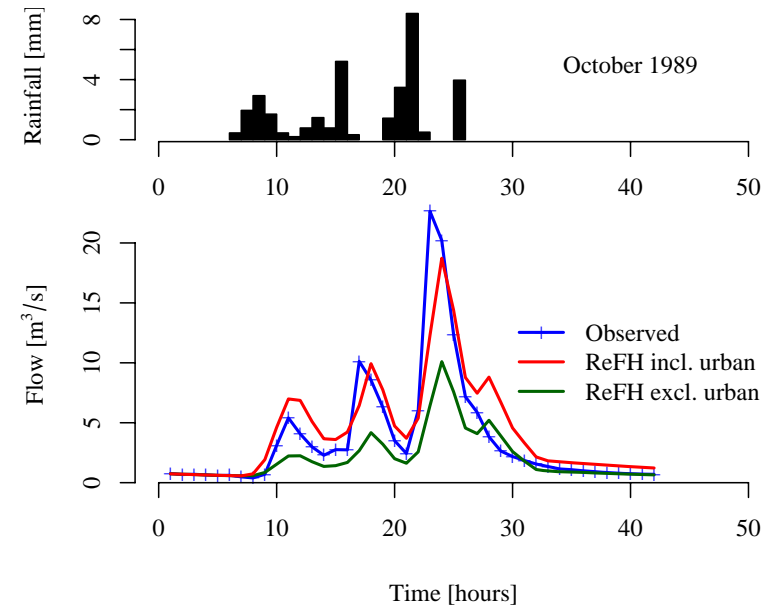 Rainfall [mm]
8
4
0
October 1989
0 10 20 30 40 50
Flow [m³/s]
20
15
10
5
0
Observed
ReFH incl. urban
ReFH excl. urban
0 10 20 30 40 50
Time [hours]